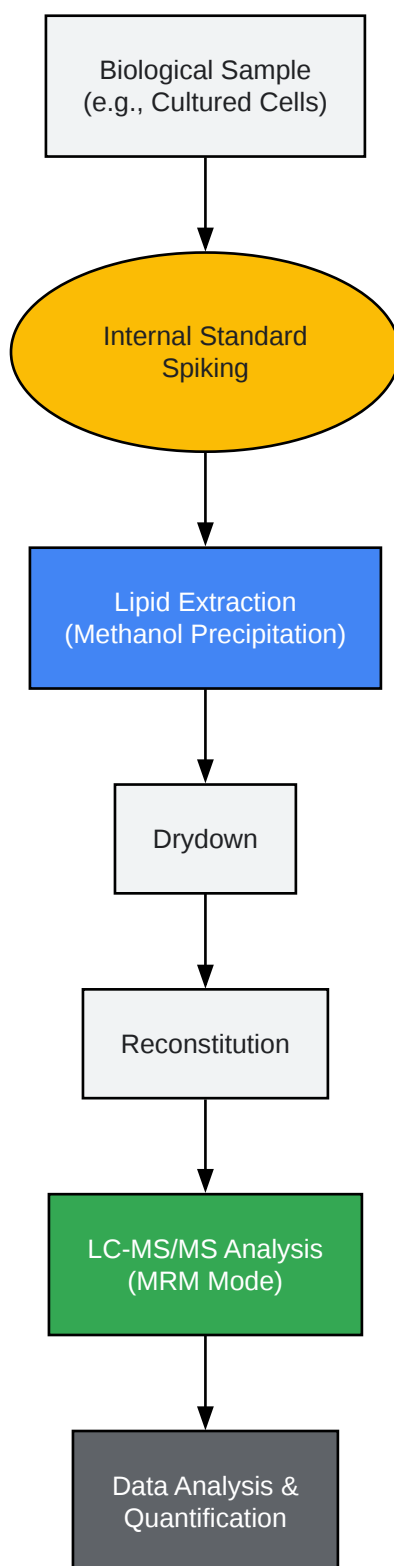 Biological Sample
(e.g., Cultured Cells)
Internal Standard
Spiking
Lipid Extraction
(Methanol Precipitation)
Drydown
Reconstitution
LC-MS/MS Analysis
(MRM Mode)
Data Analysis &
Quantification